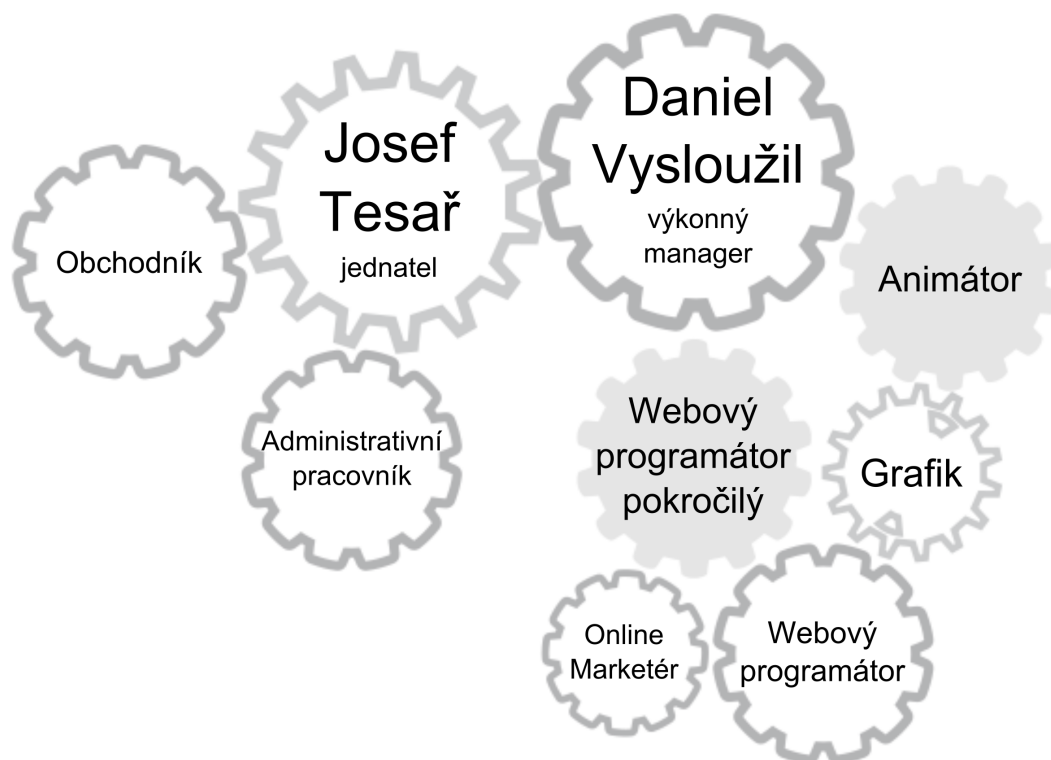 Daniel
Vysloužil
výkonný
manager
Josef
Tesař
jednatel
Obchodník
Animátor
Administrativní
pracovník
Webový
programátor
pokročilý
Grafik
Online
Marketér
Webový
programátor